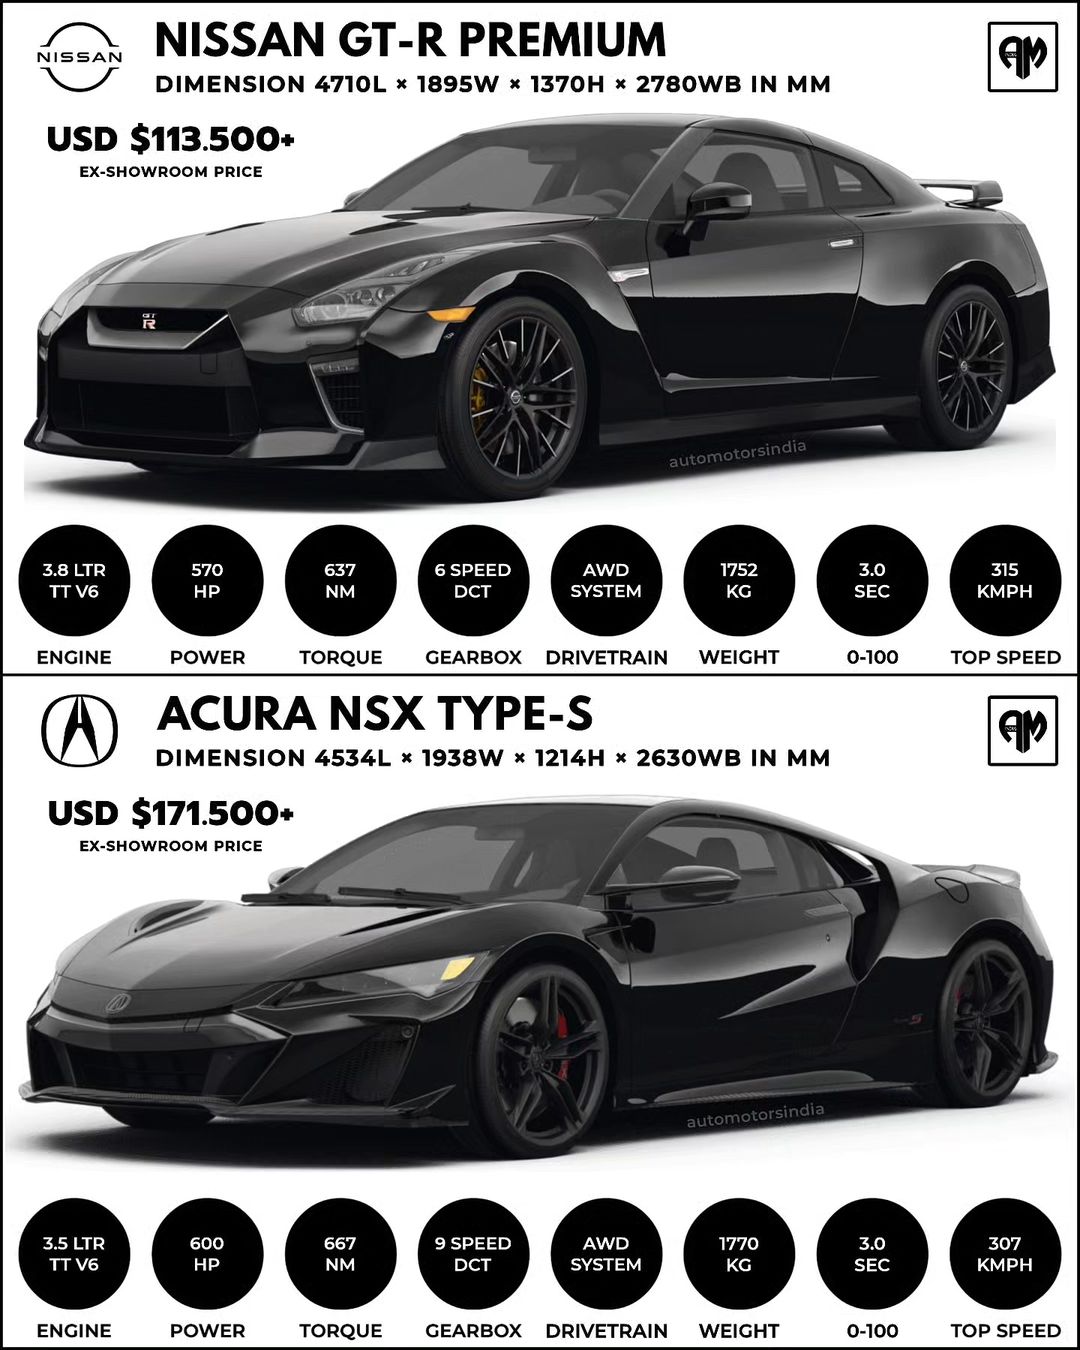 NISSAN
NISSAN GT-R PREMIUM
DIMENSION 4710L × 1895W × 1370H × 2780WB IN MM
AM
USD $113.500+
EX-SHOWROOM PRICE
GT
R
automotorsindia
3.8 LTR
TT V6
570
HP
637
NM
6 SPEED
DCT
AWD
SYSTEM
1752
KG
3.0
SEC
315
KMPH
ENGINE POWER TORQUE GEARBOX DRIVETRAIN WEIGHT 0-100 TOP SPEED
ACURA NSX TYPE-S
DIMENSION 4534L × 1938W × 1214H × 2630WB IN MM
AM
USD $171.500+
EX-SHOWROOM PRICE
S
automotorsindia
3.5 LTR
TT V6
600
HP
667
NM
9 SPEED
DCT
AWD
SYSTEM
1770
KG
3.0
SEC
307
KMPH
ENGINE POWER TORQUE GEARBOX DRIVETRAIN WEIGHT 0-100 TOP SPEED